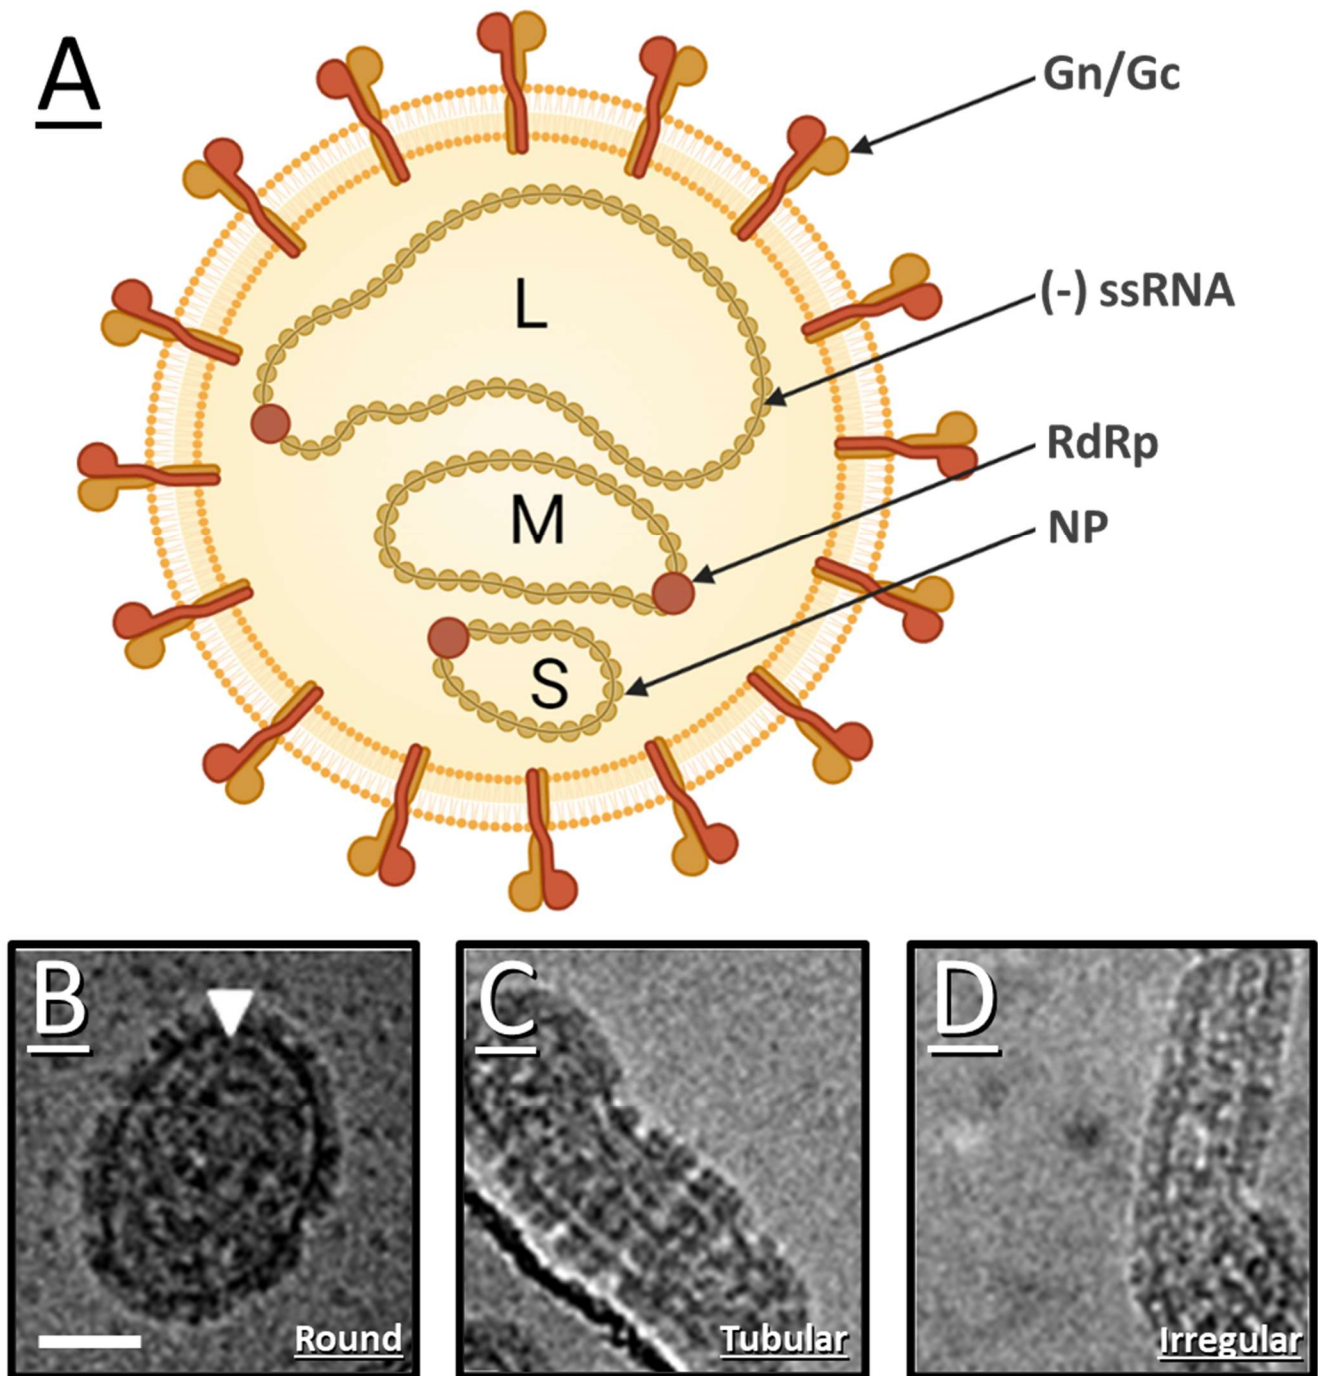 A
Gn/Gc
(-) ssRNA
L
RdRp
M
NP
S
B
Round
C
Tubular
D
Irregular